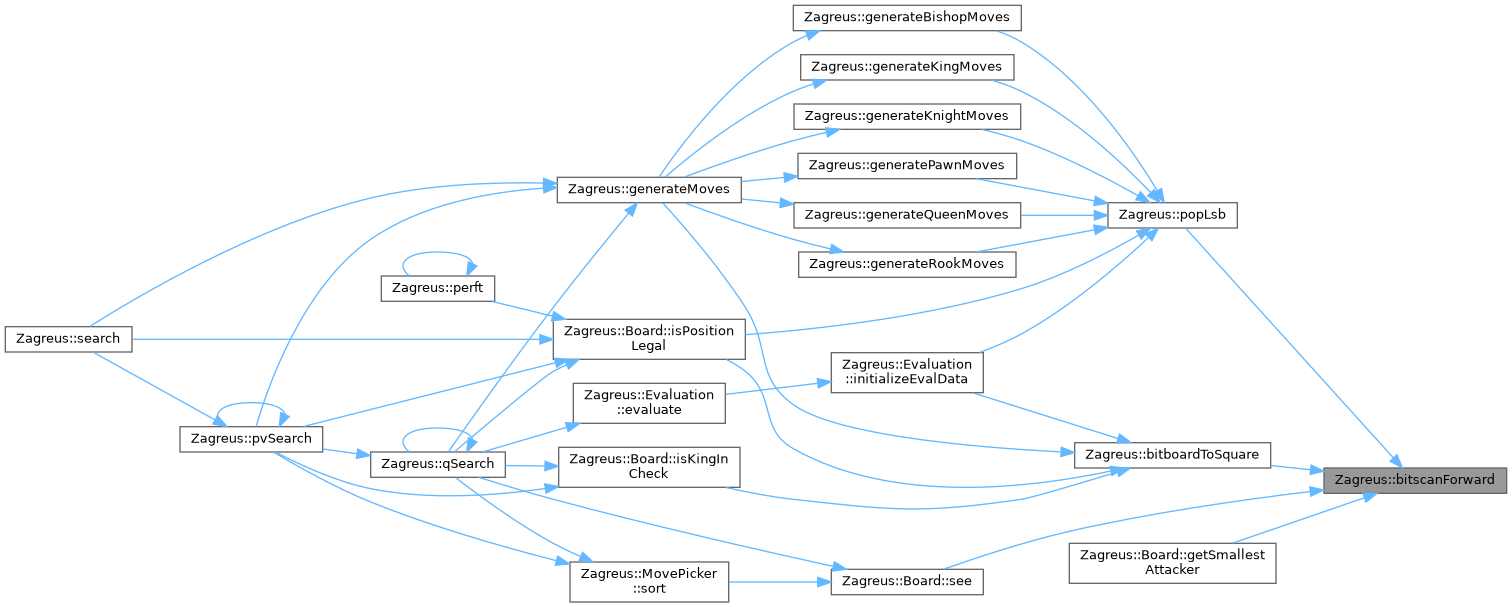 Zagreus::generateBishopMoves
Zagreus::generateKingMoves
Zagreus::generateKnightMoves
Zagreus::generatePawnMoves
Zagreus::generateMoves
Zagreus::generateQueenMoves
Zagreus::popLsb
Zagreus::generateRookMoves
Zagreus::perft
Zagreus::search
Zagreus::Board::isPosition
Legal
Zagreus::Evaluation
::initializeEvalData
Zagreus::Evaluation
::evaluate
Zagreus::pvSearch
Zagreus::qSearch
Zagreus::Board::isKingIn
Check
Zagreus::bitboardToSquare
Zagreus::bitscanForward
Zagreus::Board::getSmallest
Attacker
Zagreus::MovePicker
::sort
Zagreus::Board::see